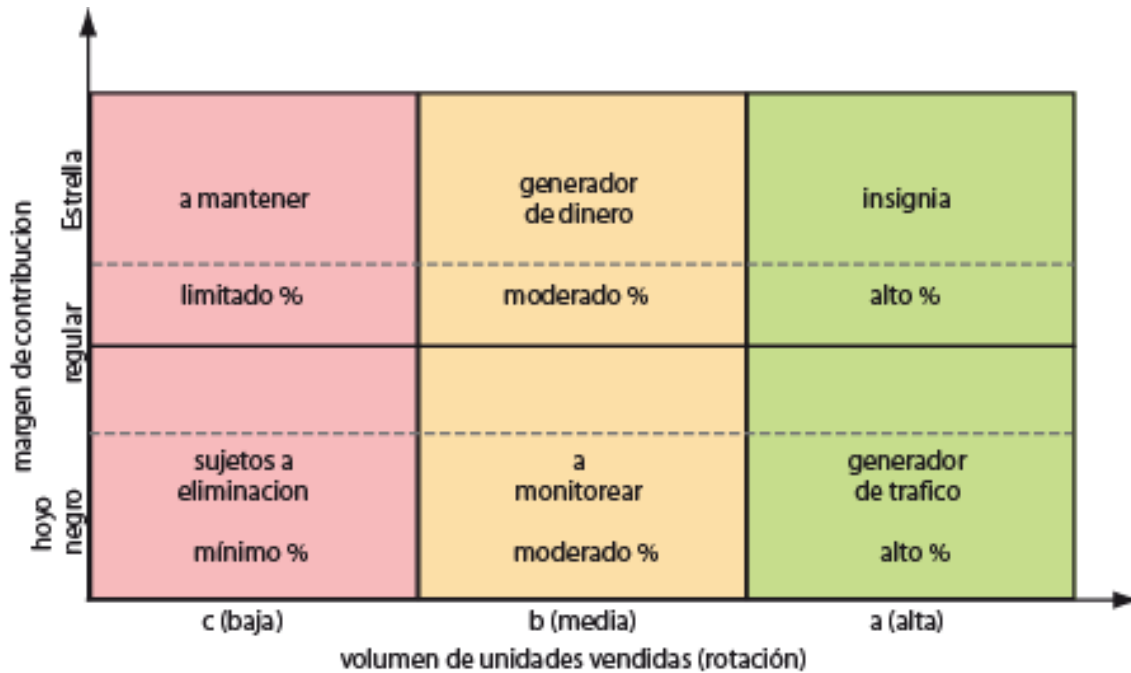 margen de contribucion
Estrella
regular
hoyo
negro
a mantener
generador
de dinero
insignia
limitado %
moderado %
alto %
sujetos a
eliminacion
a
monitorear
generador
de trafico
mínimo %
moderado %
alto %
c (baja)
b (media)
a (alta)
volumen de unidades vendidas (rotación)